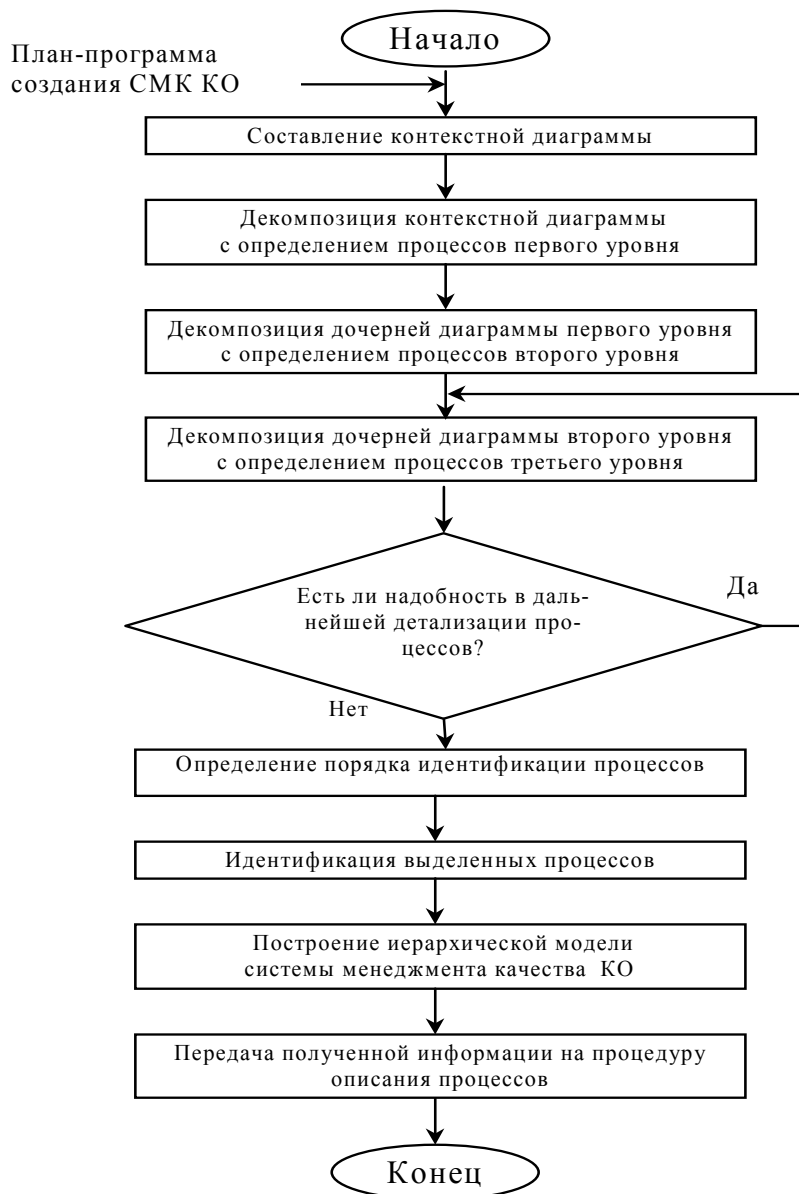 Начало
План-программа
создания СМК КО
Составление контекстной диаграммы
Декомпозиция контекстной диаграммы
с определением процессов первого уровня
Декомпозиция дочерней диаграммы первого уровня
с определением процессов второго уровня
Декомпозиция дочерней диаграммы второго уровня
с определением процессов третьего уровня
Есть ли надобность в даль-
нейшей детализации про-
цессов?
Да
Нет
Определение порядка идентификации процессов
Идентификация выделенных процессов
Построение иерархической модели
системы менеджмента качества КО
Передача полученной информации на процедуру
описания процессов
Конец